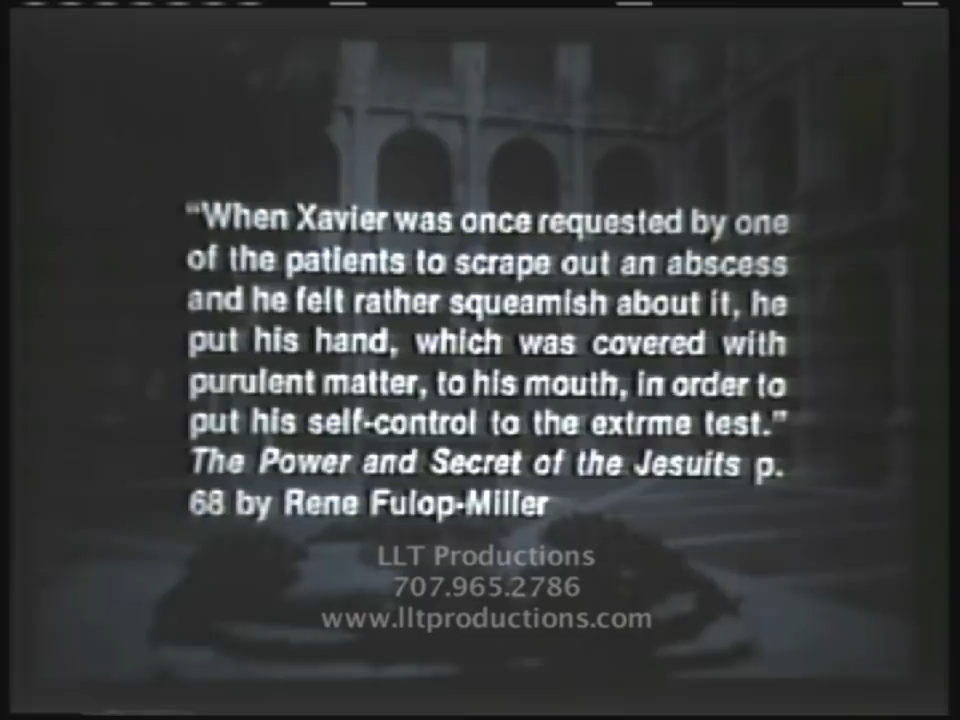 “When Xavier was once requested by one
of the patients to scrape out an abscess
and he felt rather squeamish about it, he
put his hand, which was covered with
purulent matter, to his mouth, in order to
put his self-control to the extrme test.”
The Power and Secret of the Jesuits p.
68 by Rene Fulop-Miller
LLT Productions
707.965.2786
www.lltproductions.com